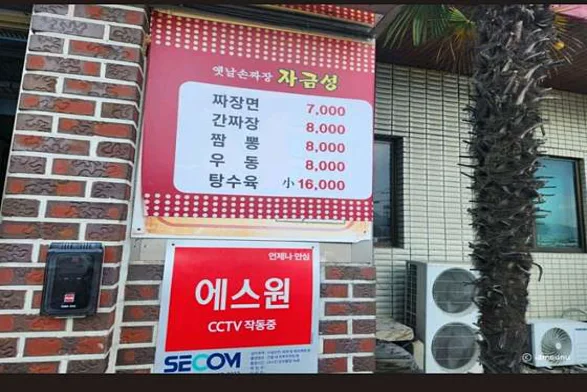 옛날손짜장 자금성
짜장면 7,000
간짜장 8,000
짬 뽕 8,000
우 동 8,000
탕수육 小 16,000
언제나 안심
에스원
CCTV 작동중
SECOM